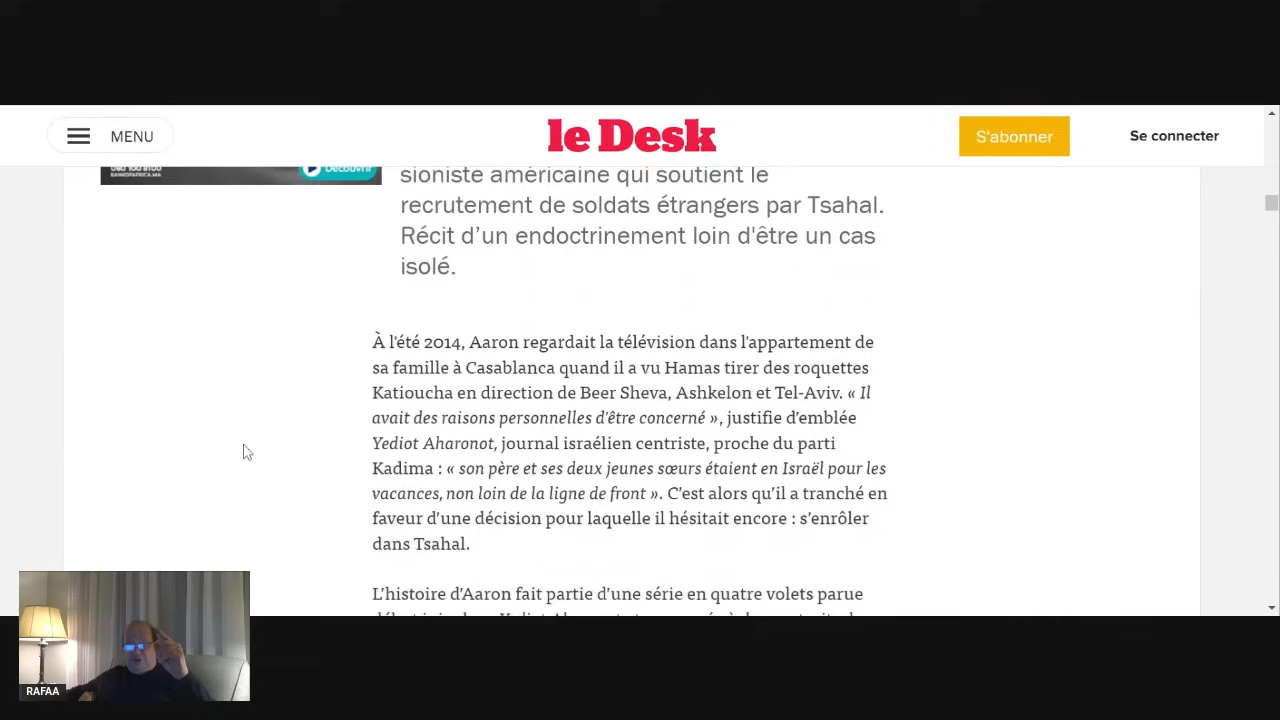 MENU
le Desk
S'abonner
Se connecter
080 100 8100
BANKOFAFRICA.MA
Découvrir
sioniste américaine qui soutient le
recrutement de soldats étrangers par Tsahal.
Récit d’un endoctrinement loin d'être un cas
isolé.
À l'été 2014, Aaron regardait la télévision dans l'appartement de
sa famille à Casablanca quand il a vu Hamas tirer des roquettes
Katioucha en direction de Beer Sheva, Ashkelon et Tel-Aviv. « Il
avait des raisons personnelles d'être concerné », justifie d’emblée
Yediot Aharonot, journal israélien centriste, proche du parti
Kadima : « son père et ses deux jeunes sœurs étaient en Israël pour les
vacances, non loin de la ligne de front ». C’est alors qu’il a tranché en
faveur d’une décision pour laquelle il hésitait encore : s’enrôler
dans Tsahal.
L’histoire d’Aaron fait partie d’une série en quatre volets parue
RAFAA